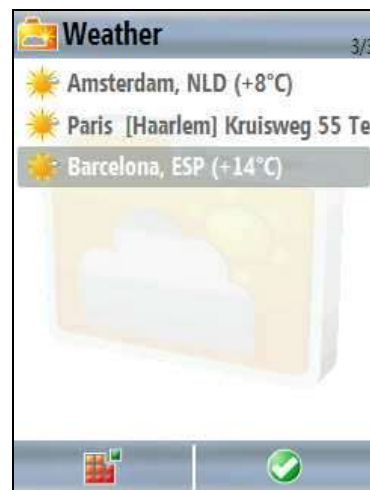 Weather
3/3
Amsterdam, NLD (+8°C)
Paris [Haarlem] Kruisweg 55 Te
Barcelona, ESP (+14°C)